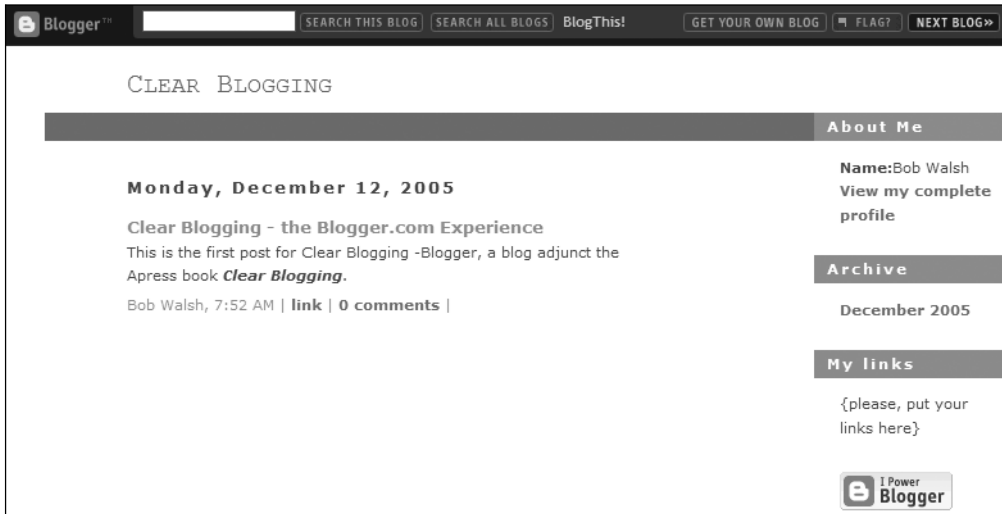 Blogger™ SEARCH THIS BLOG SEARCH ALL BLOGS BlogThis! GET YOUR OWN BLOG FLAG? NEXT BLOG»
Clear Blogging
Monday, December 12, 2005
Clear Blogging - the Blogger.com Experience
This is the first post for Clear Blogging -Blogger, a blog adjunct the
Apress book Clear Blogging.
Bob Walsh, 7:52 AM | link | 0 comments |
About Me
Name:Bob Walsh
View my complete
profile
Archive
December 2005
My links
{please, put your
links here}
I Power
Blogger